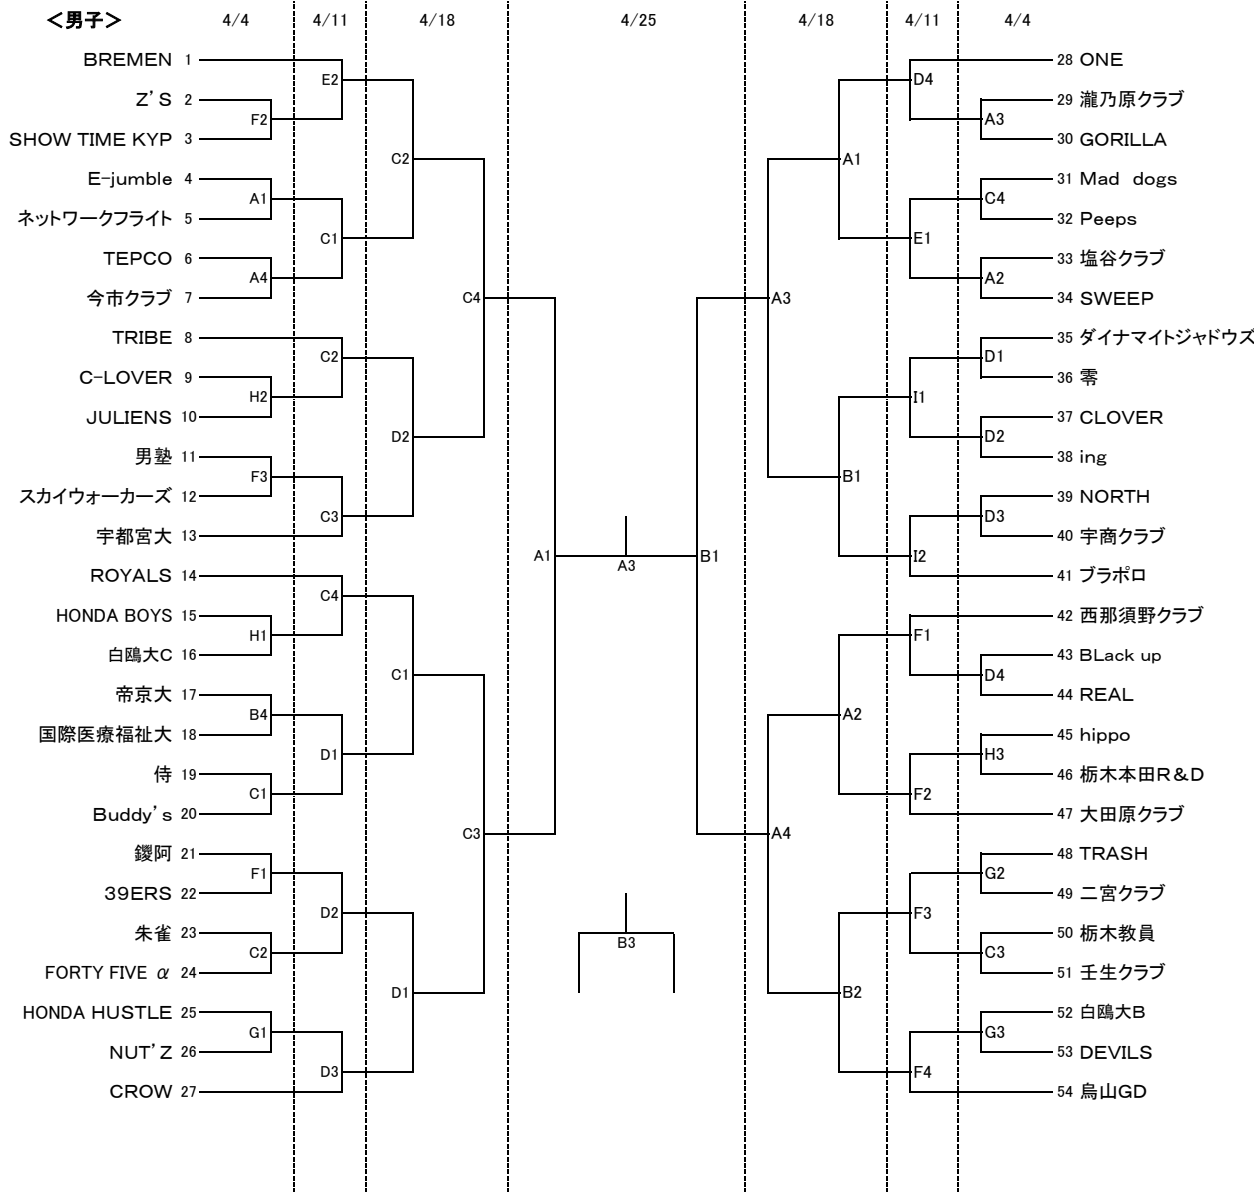 ＜男子＞ 4/4 4/11 4/18 4/25 4/18 4/11 4/4
BREMEN 1 28 ONE
E2 D4
Z'S 2 29 瀧乃原クラブ
F2 A3
SHOW TIME KYP 3 30 GORILLA
C2 A1
E-jumble 4 31 Mad dogs
A1 C4
ネットワークフライト 5 32 Peeps
C1 E1
TEPCO 6 33 塩谷クラブ
A4 A2
今市クラブ 7 34 SWEEP
C4 A3
TRIBE 8 35 ダイナマイトジャドウズ
C2 D1
C-LOVER 9 36 零
H2 I1
JULIENS 10 37 CLOVER
D2 D2
男塾 11 38 ing
F3 B1
スカイウォーカーズ 12 39 NORTH
C3 D3
宇都宮大 13 40 宇商クラブ
A1 A3 B1 I2
ROYALS 14 41 ブラポロ
C4
HONDA BOYS 15 42 西那須野クラブ
H1 F1
白鴎大C 16 43 BLack up
C1 D4
帝京大 17 44 REAL
B4 A2
国際医療福祉大 18 45 hippo
D1 H3
侍 19 46 栃木本田R＆D
C1 F2
Buddy's 20 47 大田原クラブ
C3 A4
鑁阿 21 48 TRASH
F1 G2
39ERS 22 49 二宮クラブ
D2 F3
朱雀 23 50 栃木教員
C2 B3 C3
FORTY FIVE α 24 51 壬生クラブ
D1 B2
HONDA HUSTLE 25 52 白鴎大B
G1 G3
NUT'Z 26 53 DEVILS
D3 F4
CROW 27 54 烏山GD